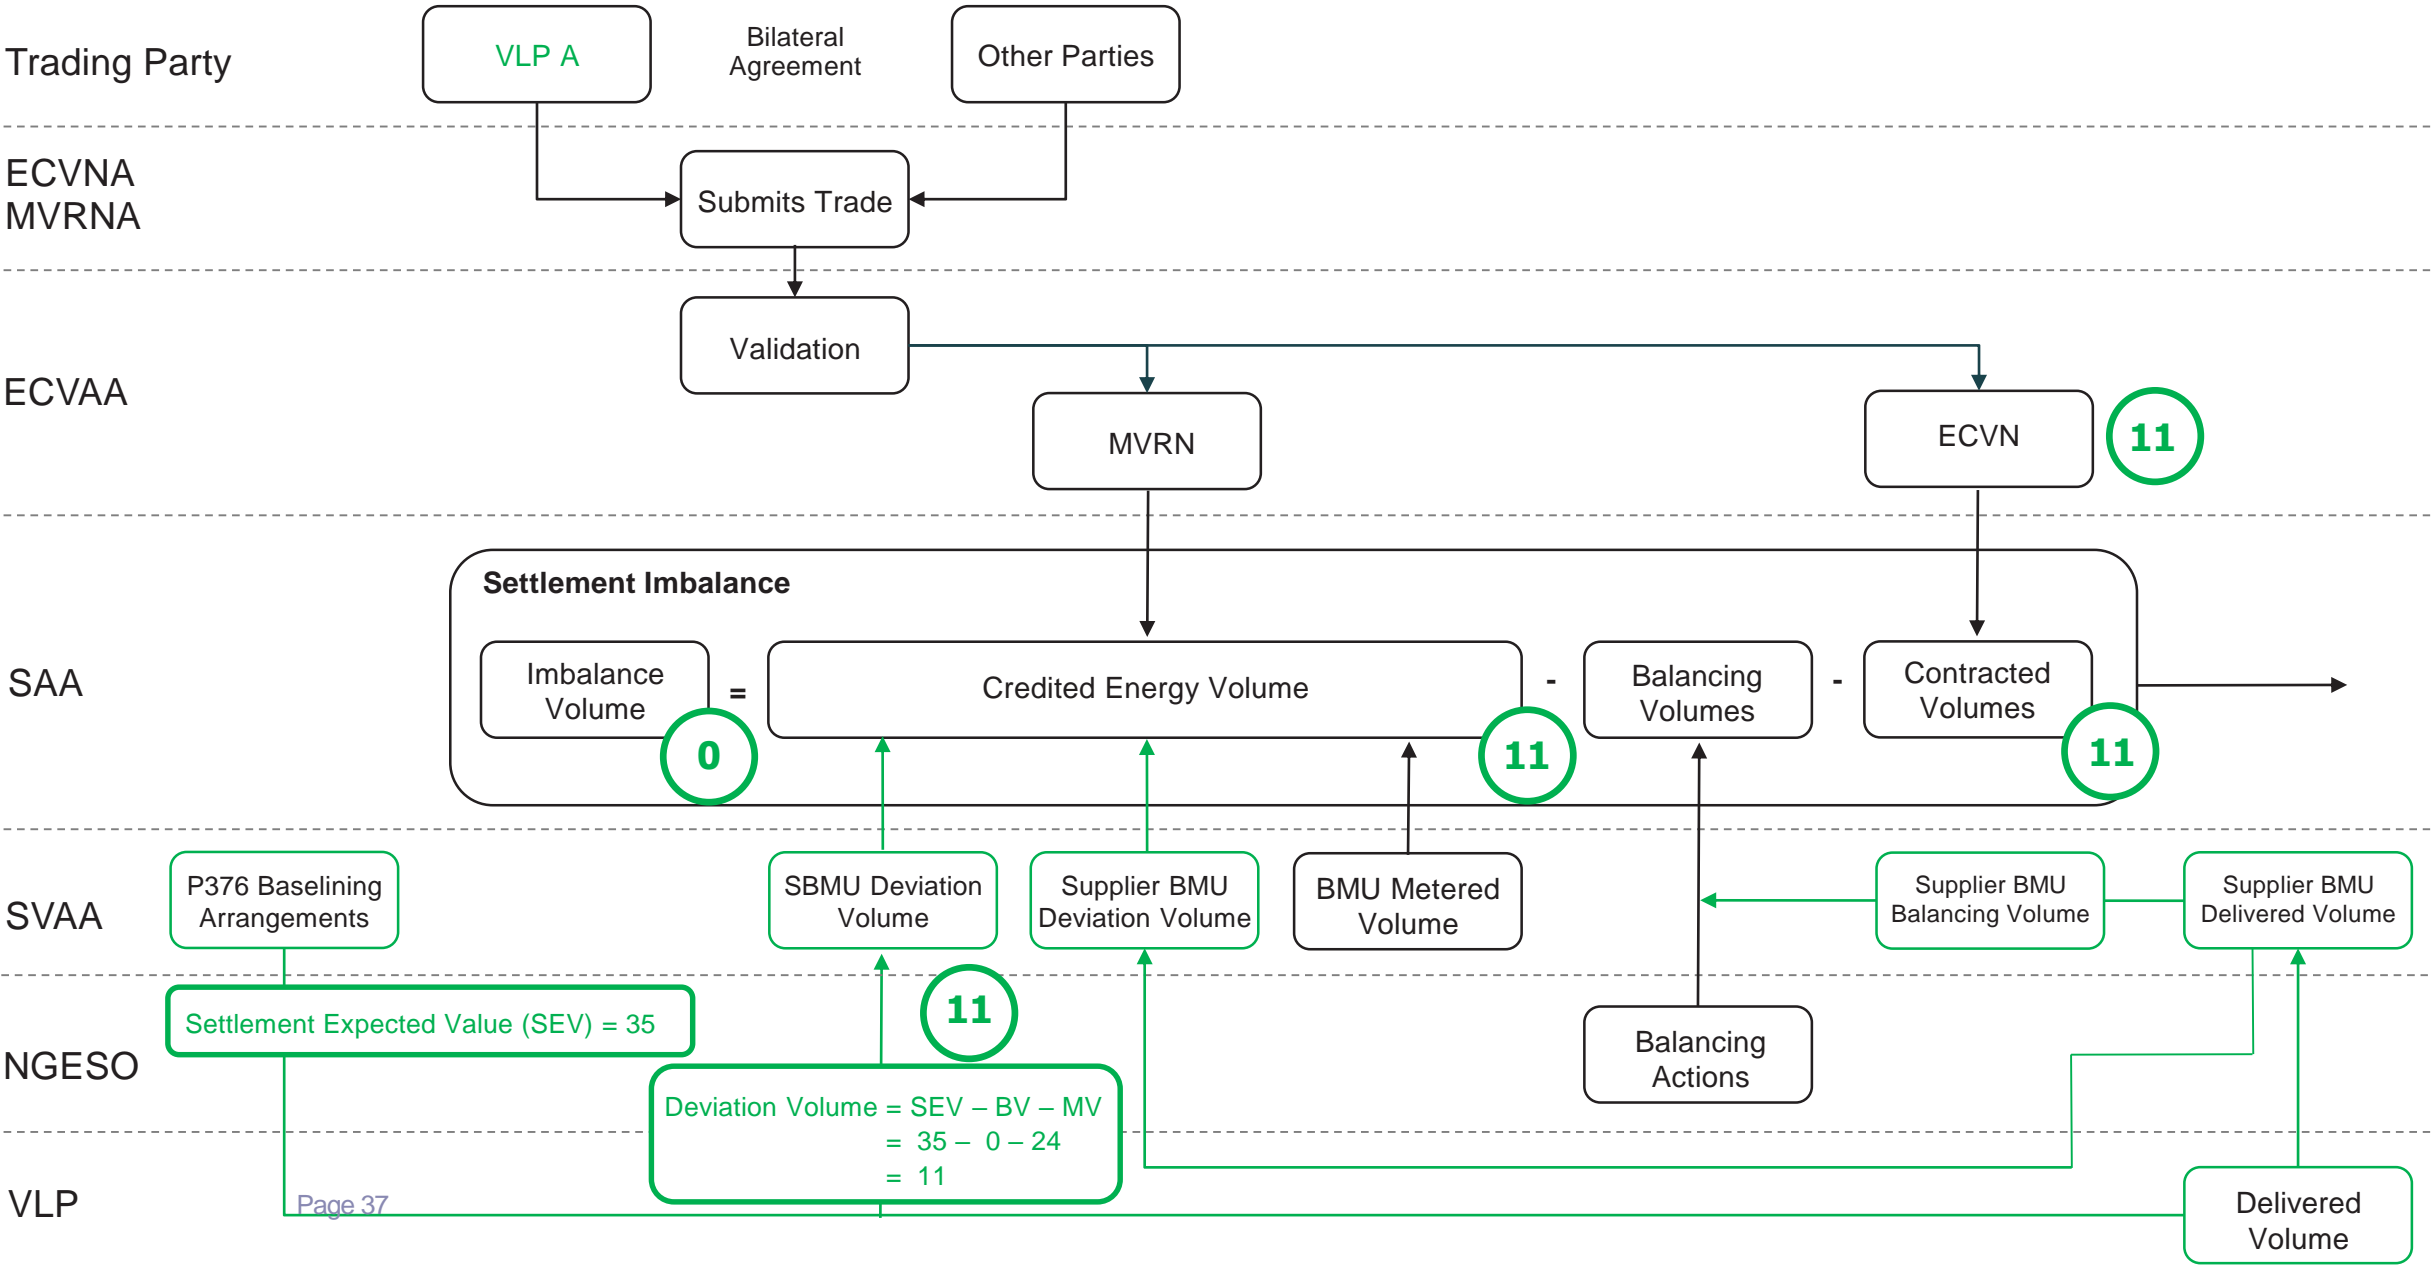 Trading Party
VLP A
Bilateral
Agreement
Other Parties
ECVNA
MVRNA
Submits Trade
ECVAA
Validation
MVRN
ECVN
11
Settlement Imbalance
SAA
Imbalance
Volume
0
=
Credited Energy Volume
11
-
Balancing
Volumes
-
Contracted
Volumes
11
SVAA
P376 Baselining
Arrangements
SBMU Deviation
Volume
Supplier BMU
Deviation Volume
BMU Metered
Volume
Supplier BMU
Balancing Volume
Supplier BMU
Delivered Volume
NGESO
Settlement Expected Value (SEV) = 35
11
Deviation Volume = SEV – BV – MV
= 35 – 0 – 24
= 11
Balancing
Actions
VLP
Page 37
Delivered
Volume